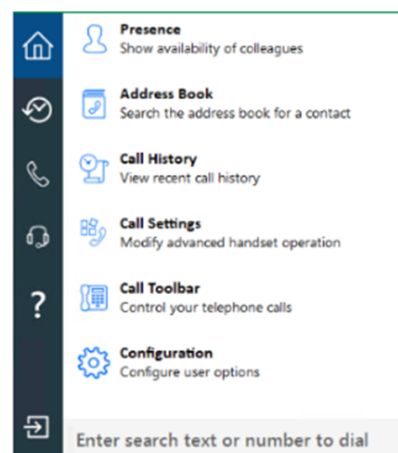 Presence
Show availability of colleagues
Address Book
Search the address book for a contact
Call History
View recent call history
Call Settings
Modify advanced handset operation
Call Toolbar
Control your telephone calls
?
Configuration
Configure user options
Enter search text or number to dial